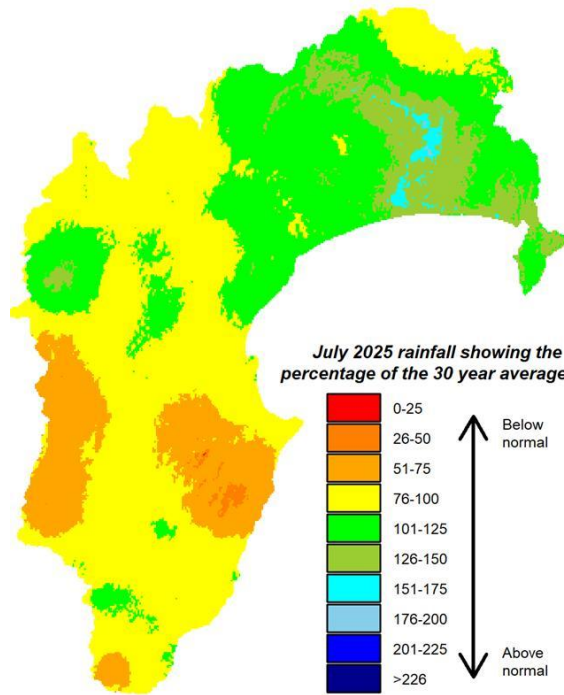 July 2025 rainfall showing the
percentage of the 30 year average
0-25
26-50
51-75
76-100
101-125
126-150
151-175
176-200
201-225
>226
Below
normal
Above
normal